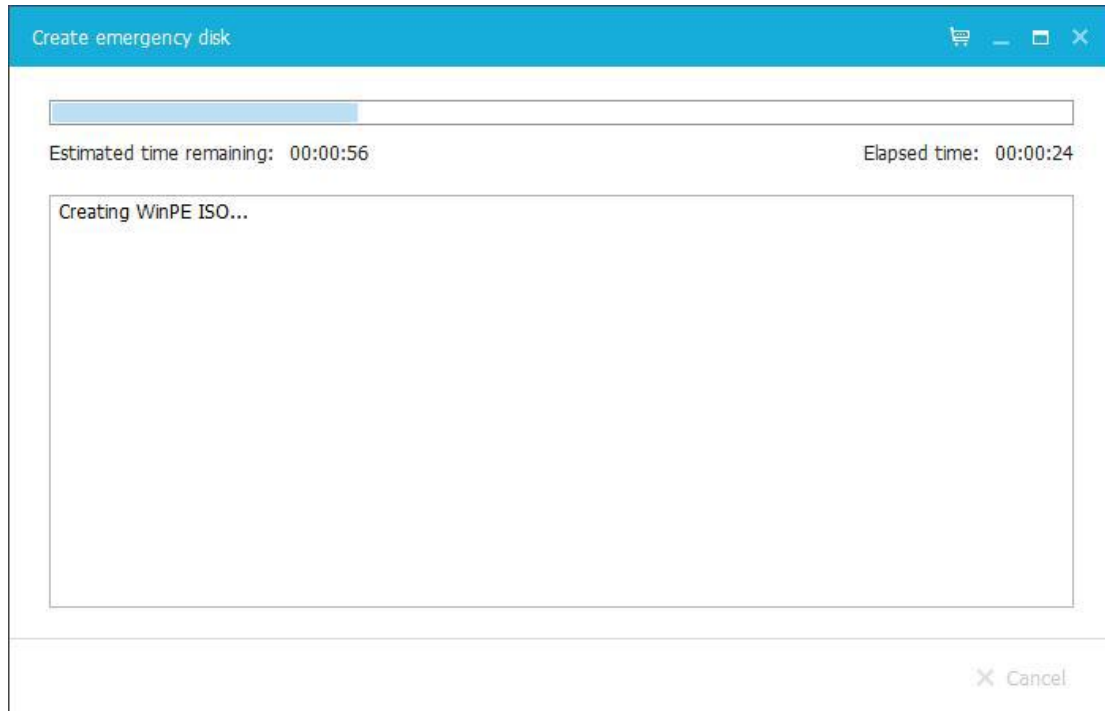 Create emergency disk
Estimated time remaining: 00:00:56 Elapsed time: 00:00:24
Creating WinPE ISO...
Cancel